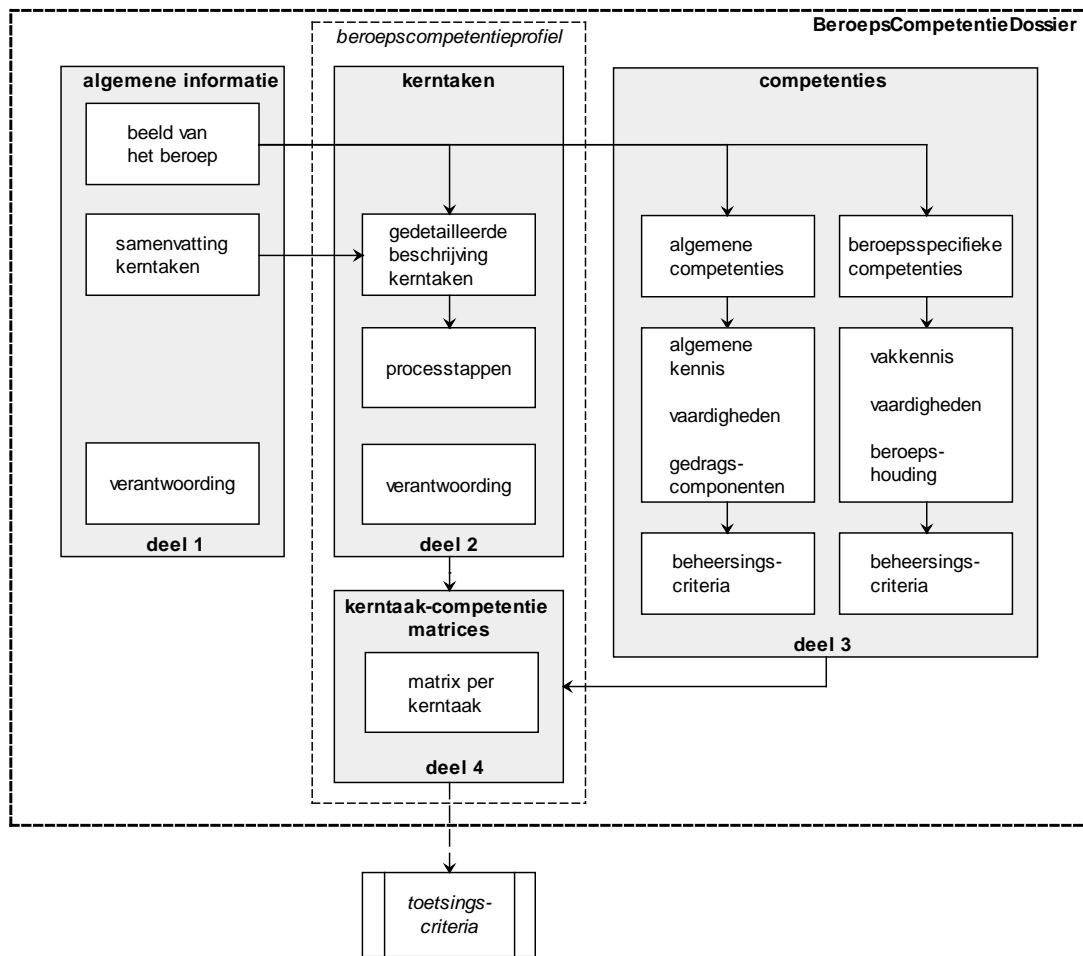 BeroepsCompetentieDossier
beroepscompetentieprofiel
algemene informatie
beeld van
het beroep
samenvatting
kerntaken
verantwoording
deel 1
kerntaken
gedetailleerde
beschrijving
kerntaken
processtappen
verantwoording
deel 2
kerntaak-competentie
matrices
matrix per
kerntaak
deel 4
competenties
algemene
competenties
algemene
kennis
vaardigheden
gedrags-
componenten
beheersings-
criteria
beroepsspecifieke
competenties
vakkennis
vaardigheden
beroeps-
houding
beheersings-
criteria
deel 3
toetsings-
criteria